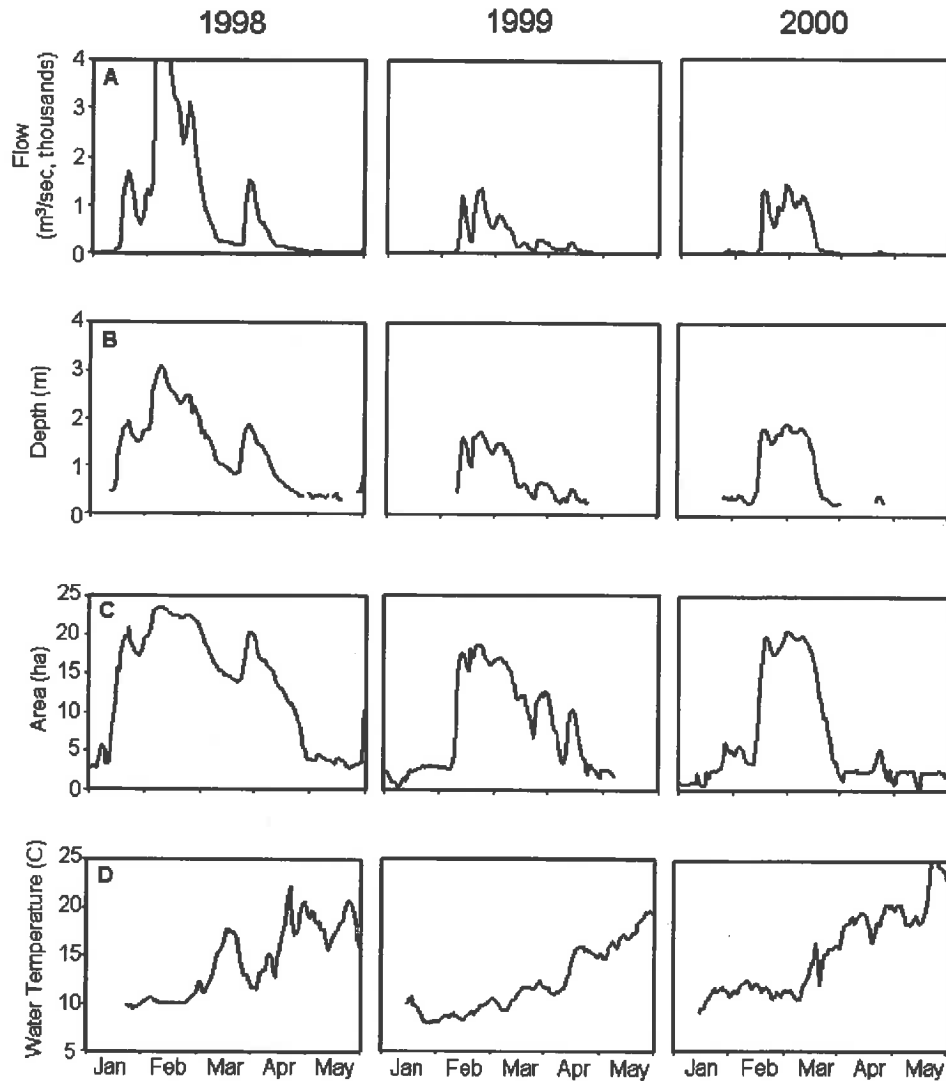 1998 1999 2000
A
Flow
(m³/sec, thousands)
4
3
2
1
0
B
Depth (m)
4
3
2
1
0
C
Area (ha)
25
20
15
10
5
0
D
Water Temperature (C)
25
20
15
10
5
Jan Feb Mar Apr May Jan Feb Mar Apr May Jan Feb Mar Apr May